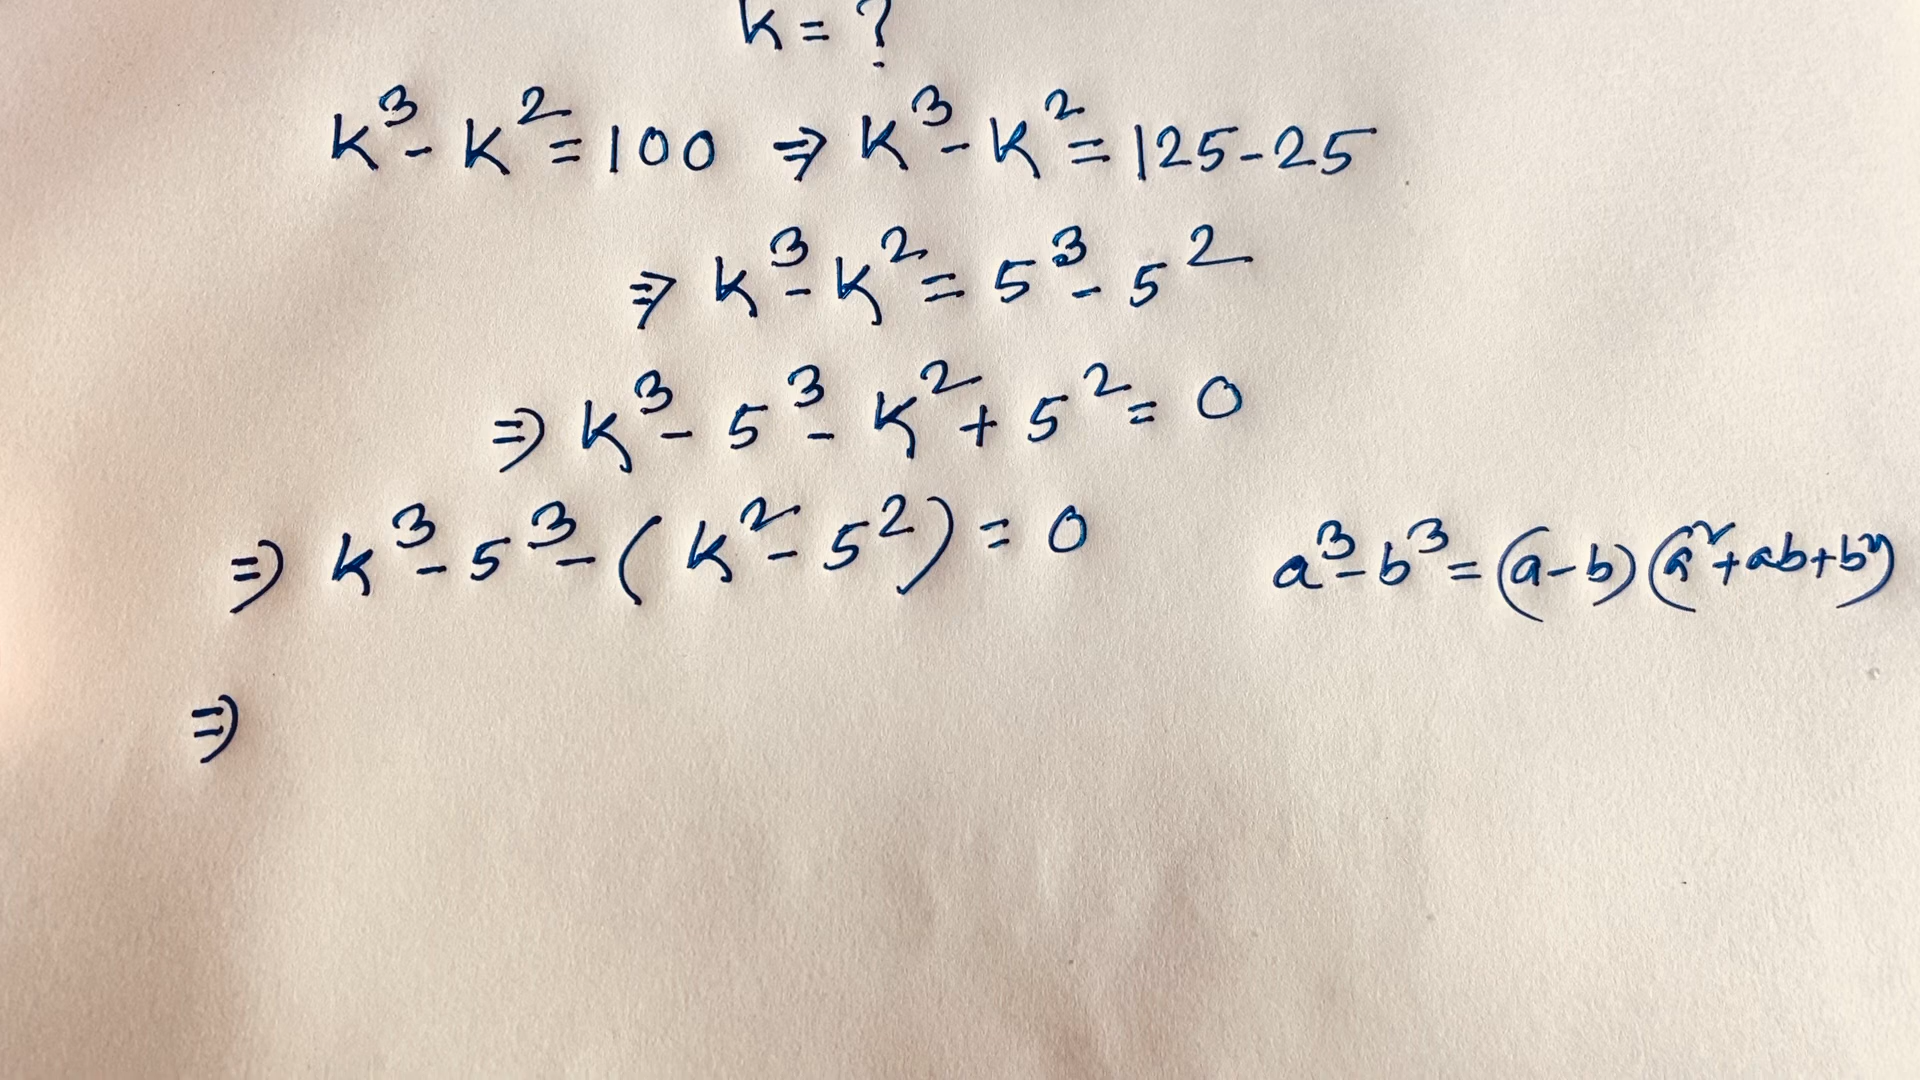 k = ?
k³ - k² = 100 ⇒ k³ - k² = 125 - 25
⇒ k³ - k² = 5³ - 5²
⇒ k³ - 5³ - k² + 5² = 0
⇒ k³ - 5³ - (k² - 5²) = 0
a³ - b³ = (a - b)(a² + ab + b²)
⇒